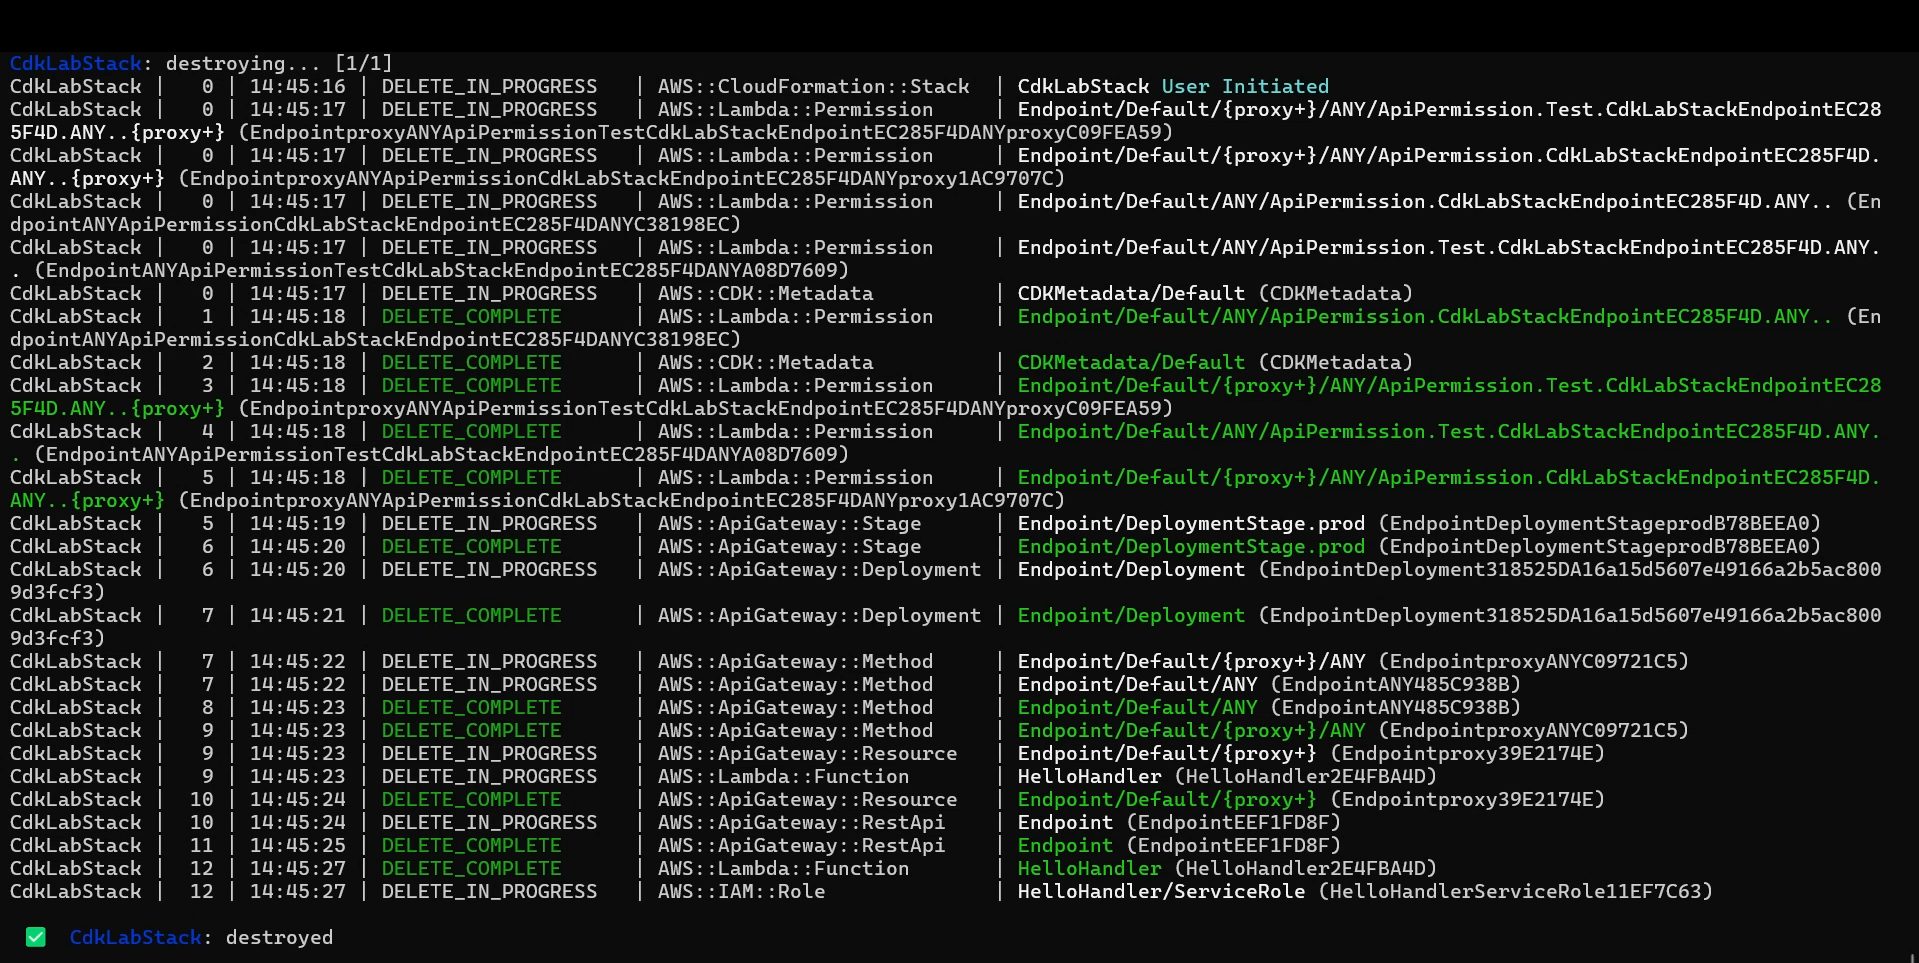 CdkLabStack: destroying... [1/1]
CdkLabStack |   0 | 14:45:16 | DELETE_IN_PROGRESS   | AWS::CloudFormation::Stack  | CdkLabStack User Initiated
CdkLabStack |   0 | 14:45:17 | DELETE_IN_PROGRESS   | AWS::Lambda::Permission     | Endpoint/Default/{proxy+}/ANY/ApiPermission.Test.CdkLabStackEndpointEC28
5F4D.ANY..{proxy+} (EndpointproxyANYApiPermissionTestCdkLabStackEndpointEC285F4DANYproxyC09FEA59)
CdkLabStack |   0 | 14:45:17 | DELETE_IN_PROGRESS   | AWS::Lambda::Permission     | Endpoint/Default/{proxy+}/ANY/ApiPermission.CdkLabStackEndpointEC285F4D.
ANY..{proxy+} (EndpointproxyANYApiPermissionCdkLabStackEndpointEC285F4DANYproxy1AC9707C)
CdkLabStack |   0 | 14:45:17 | DELETE_IN_PROGRESS   | AWS::Lambda::Permission     | Endpoint/Default/ANY/ApiPermission.CdkLabStackEndpointEC285F4D.ANY.. (En
dpointANYApiPermissionCdkLabStackEndpointEC285F4DANYC38198EC)
CdkLabStack |   0 | 14:45:17 | DELETE_IN_PROGRESS   | AWS::Lambda::Permission     | Endpoint/Default/ANY/ApiPermission.Test.CdkLabStackEndpointEC285F4D.ANY.
. (EndpointANYApiPermissionTestCdkLabStackEndpointEC285F4DANYA08D7609)
CdkLabStack |   0 | 14:45:17 | DELETE_IN_PROGRESS   | AWS::CDK::Metadata          | CDKMetadata/Default (CDKMetadata)
CdkLabStack |   1 | 14:45:18 | DELETE_COMPLETE      | AWS::Lambda::Permission     | Endpoint/Default/ANY/ApiPermission.CdkLabStackEndpointEC285F4D.ANY.. (En
dpointANYApiPermissionCdkLabStackEndpointEC285F4DANYC38198EC)
CdkLabStack |   2 | 14:45:18 | DELETE_COMPLETE      | AWS::CDK::Metadata          | CDKMetadata/Default (CDKMetadata)
CdkLabStack |   3 | 14:45:18 | DELETE_COMPLETE      | AWS::Lambda::Permission     | Endpoint/Default/{proxy+}/ANY/ApiPermission.Test.CdkLabStackEndpointEC28
5F4D.ANY..{proxy+} (EndpointproxyANYApiPermissionTestCdkLabStackEndpointEC285F4DANYproxyC09FEA59)
CdkLabStack |   4 | 14:45:18 | DELETE_COMPLETE      | AWS::Lambda::Permission     | Endpoint/Default/ANY/ApiPermission.Test.CdkLabStackEndpointEC285F4D.ANY.
. (EndpointANYApiPermissionTestCdkLabStackEndpointEC285F4DANYA08D7609)
CdkLabStack |   5 | 14:45:18 | DELETE_COMPLETE      | AWS::Lambda::Permission     | Endpoint/Default/{proxy+}/ANY/ApiPermission.CdkLabStackEndpointEC285F4D.
ANY..{proxy+} (EndpointproxyANYApiPermissionCdkLabStackEndpointEC285F4DANYproxy1AC9707C)
CdkLabStack |   5 | 14:45:19 | DELETE_IN_PROGRESS   | AWS::ApiGateway::Stage      | Endpoint/DeploymentStage.prod (EndpointDeploymentStageprodB78BEEA0)
CdkLabStack |   6 | 14:45:20 | DELETE_COMPLETE      | AWS::ApiGateway::Stage      | Endpoint/DeploymentStage.prod (EndpointDeploymentStageprodB78BEEA0)
CdkLabStack |   6 | 14:45:20 | DELETE_IN_PROGRESS   | AWS::ApiGateway::Deployment | Endpoint/Deployment (EndpointDeployment318525DA16a15d5607e49166a2b5ac800
9d3fcf3)
CdkLabStack |   7 | 14:45:21 | DELETE_COMPLETE      | AWS::ApiGateway::Deployment | Endpoint/Deployment (EndpointDeployment318525DA16a15d5607e49166a2b5ac800
9d3fcf3)
CdkLabStack |   7 | 14:45:22 | DELETE_IN_PROGRESS   | AWS::ApiGateway::Method     | Endpoint/Default/{proxy+}/ANY (EndpointproxyANYC09721C5)
CdkLabStack |   7 | 14:45:22 | DELETE_IN_PROGRESS   | AWS::ApiGateway::Method     | Endpoint/Default/ANY (EndpointANY485C938B)
CdkLabStack |   8 | 14:45:23 | DELETE_COMPLETE      | AWS::ApiGateway::Method     | Endpoint/Default/ANY (EndpointANY485C938B)
CdkLabStack |   9 | 14:45:23 | DELETE_COMPLETE      | AWS::ApiGateway::Method     | Endpoint/Default/{proxy+}/ANY (EndpointproxyANYC09721C5)
CdkLabStack |   9 | 14:45:23 | DELETE_IN_PROGRESS   | AWS::ApiGateway::Resource   | Endpoint/Default/{proxy+} (Endpointproxy39E2174E)
CdkLabStack |   9 | 14:45:23 | DELETE_IN_PROGRESS   | AWS::Lambda::Function       | HelloHandler (HelloHandler2E4FBA4D)
CdkLabStack |  10 | 14:45:24 | DELETE_COMPLETE      | AWS::ApiGateway::Resource   | Endpoint/Default/{proxy+} (Endpointproxy39E2174E)
CdkLabStack |  10 | 14:45:24 | DELETE_IN_PROGRESS   | AWS::ApiGateway::RestApi    | Endpoint (EndpointEEF1FD8F)
CdkLabStack |  11 | 14:45:25 | DELETE_COMPLETE      | AWS::ApiGateway::RestApi    | Endpoint (EndpointEEF1FD8F)
CdkLabStack |  12 | 14:45:27 | DELETE_COMPLETE      | AWS::Lambda::Function       | HelloHandler (HelloHandler2E4FBA4D)
CdkLabStack |  12 | 14:45:27 | DELETE_IN_PROGRESS   | AWS::IAM::Role              | HelloHandler/ServiceRole (HelloHandlerServiceRole11EF7C63)
✅  CdkLabStack: destroyed